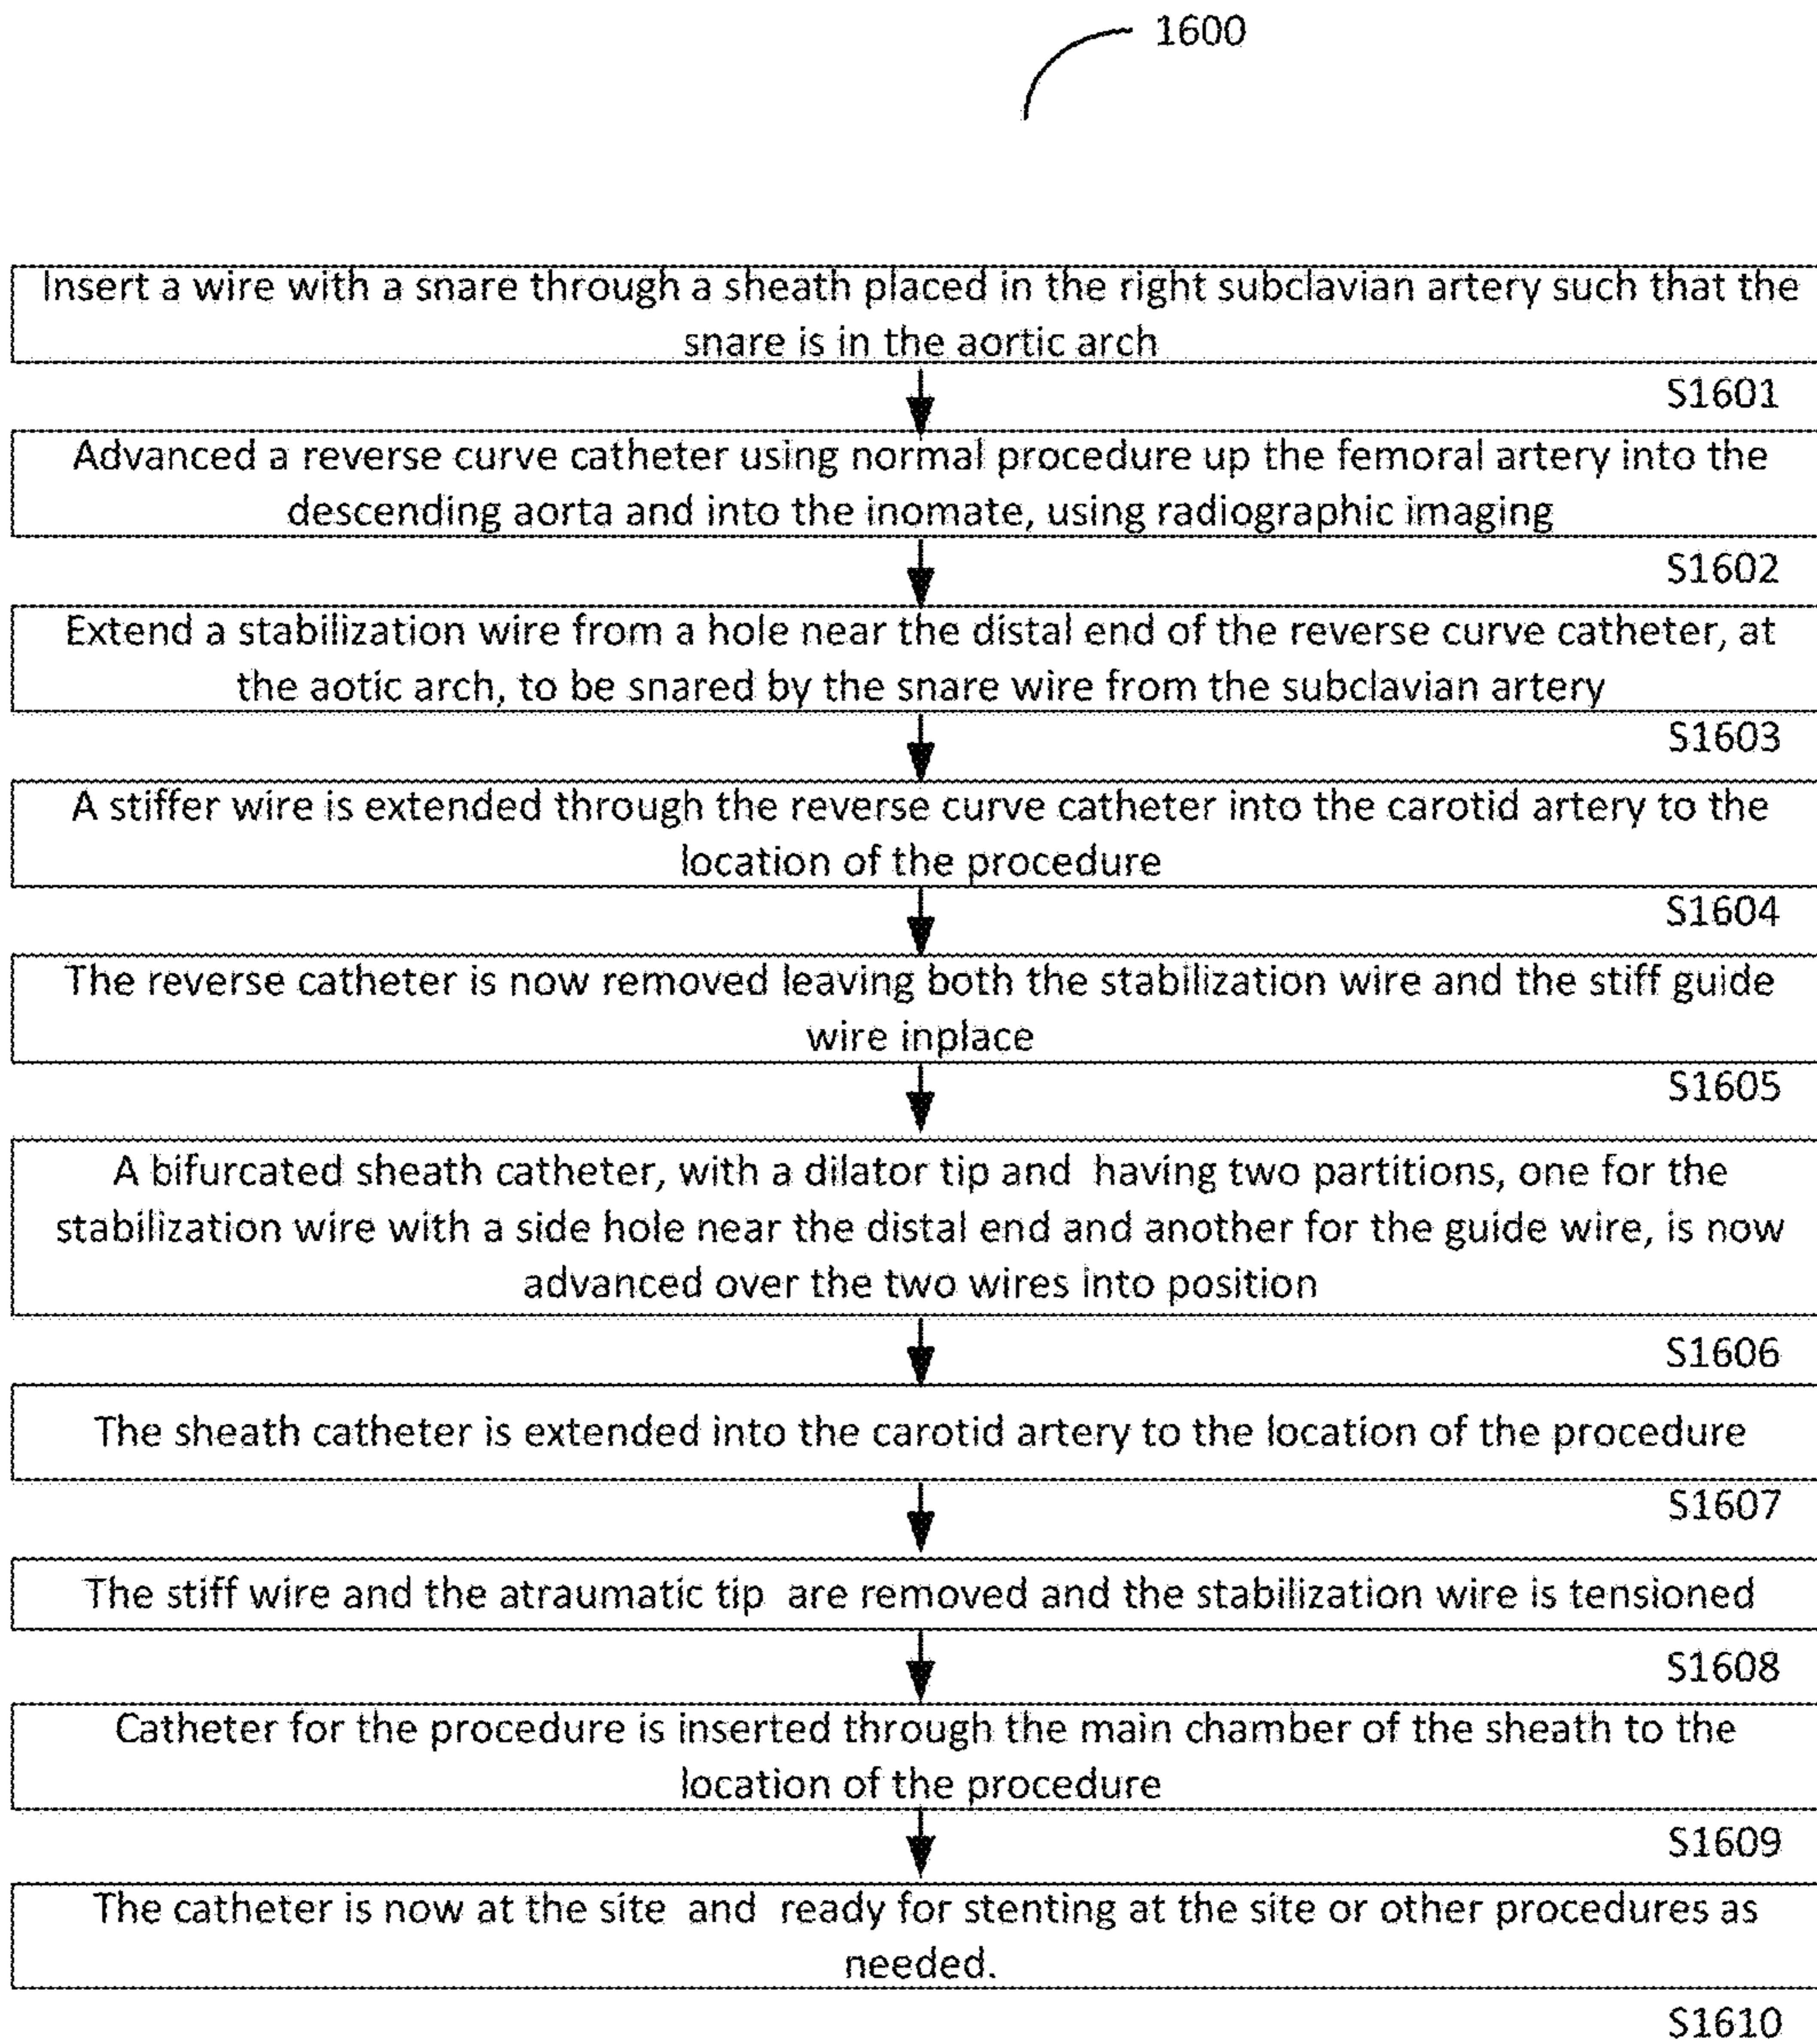 1600
Insert a wire with a snare through a sheath placed in the right subclavian artery such that the
snare is in the aortic arch
S1601
Advanced a reverse curve catheter using normal procedure up the femoral artery into the
descending aorta and into the inomate, using radiographic imaging
S1602
Extend a stabilization wire from a hole near the distal end of the reverse curve catheter, at
the aotic arch, to be snared by the snare wire from the subclavian artery
S1603
A stiffer wire is extended through the reverse curve catheter into the carotid artery to the
location of the procedure
S1604
The reverse catheter is now removed leaving both the stabilization wire and the stiff guide
wire inplace
S1605
A bifurcated sheath catheter, with a dilator tip and having two partitions, one for the
stabilization wire with a side hole near the distal end and another for the guide wire, is now
advanced over the two wires into position
S1606
The sheath catheter is extended into the carotid artery to the location of the procedure
S1607
The stiff wire and the atraumatic tip are removed and the stabilization wire is tensioned
S1608
Catheter for the procedure is inserted through the main chamber of the sheath to the
location of the procedure
S1609
The catheter is now at the site and ready for stenting at the site or other procedures as
needed.
S1610